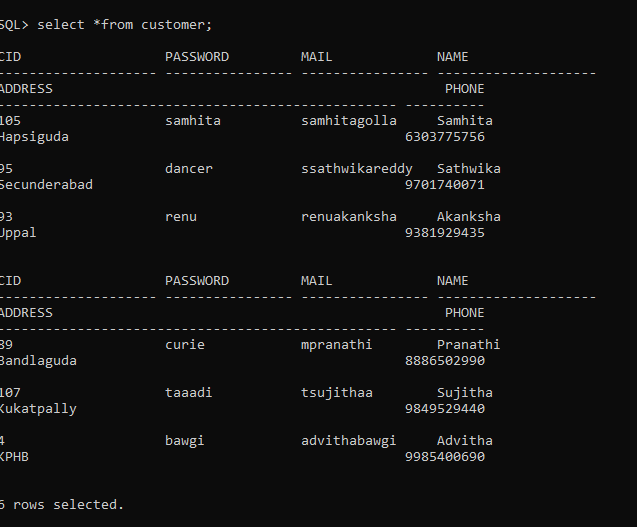 SQL> select *from customer;
CID PASSWORD MAIL NAME
-------------------- ---------------- ---------------- --------------------
ADDRESS PHONE
-------------------------------------------------- ----------
105 samhita samhitagolla Samhita
Hapsiguda 6303775756
95 dancer ssathwikareddy Sathwika
Secunderabad 9701740071
93 renu renuakanksha Akanksha
Uppal 9381929435
CID PASSWORD MAIL NAME
-------------------- ---------------- ---------------- --------------------
ADDRESS PHONE
-------------------------------------------------- ----------
89 curie mpranathi Pranathi
Bandlaguda 8886502990
107 taaadi tsujithaa Sujitha
Kukatpally 9849529440
4 bawgi advithabawgi Advitha
KPHB 9985400690
6 rows selected.